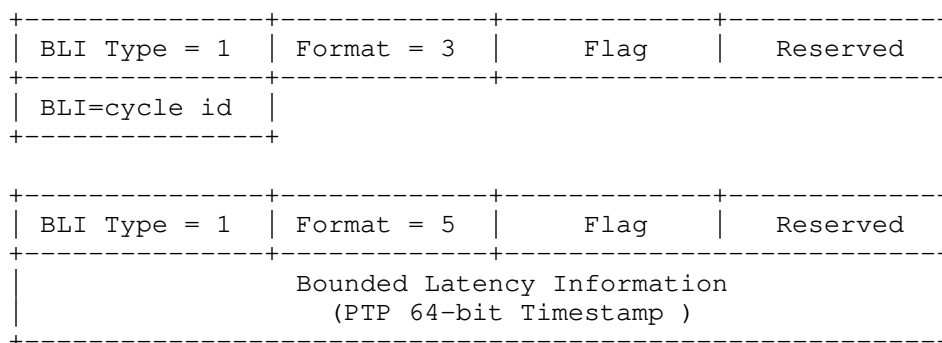 BLI Type = 1 Format = 3 Flag Reserved
BLI=cycle id
BLI Type = 1 Format = 5 Flag Reserved
Bounded Latency Information
(PTP 64-bit Timestamp )